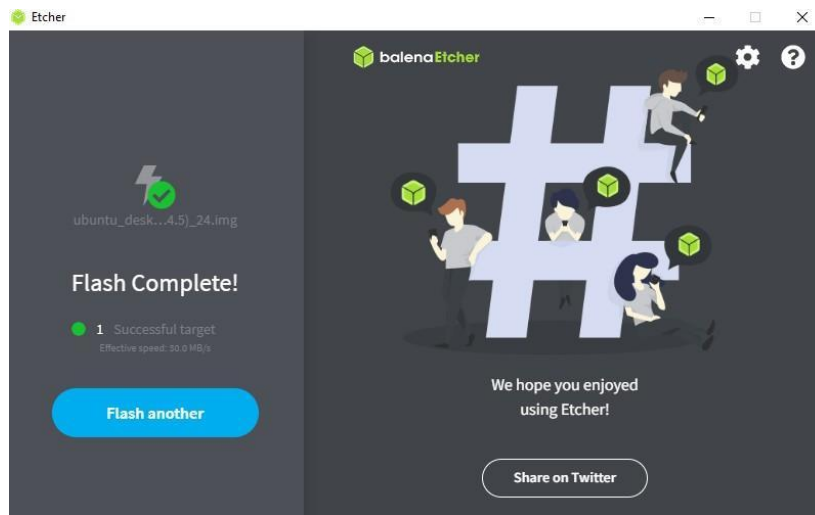 Etcher
balenaEtcher
ubuntu_desk...4.5)_24.img
Flash Complete!
1 Successful target
Effective speed: 30.0 MB/s
Flash another
We hope you enjoyed
using Etcher!
Share on Twitter